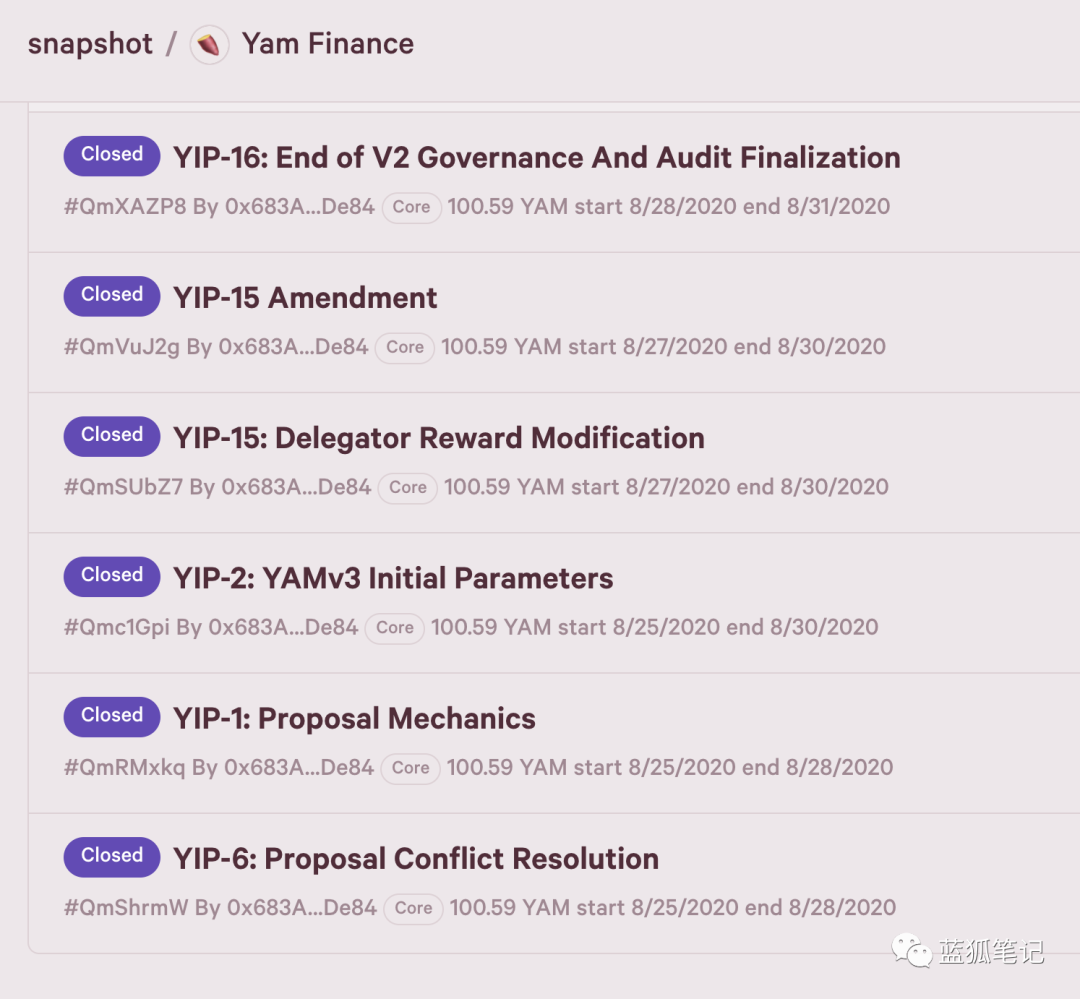 snapshot / Yam Finance
Closed YIP-16: End of V2 Governance And Audit Finalization
#QmXAZP8 By 0x683A...De84 Core 100.59 YAM start 8/28/2020 end 8/31/2020
Closed YIP-15 Amendment
#QmVuJ2g By 0x683A...De84 Core 100.59 YAM start 8/27/2020 end 8/30/2020
Closed YIP-15: Delegator Reward Modification
#QmSUbZ7 By 0x683A...De84 Core 100.59 YAM start 8/27/2020 end 8/30/2020
Closed YIP-2: YAMv3 Initial Parameters
#Qmc1Gpi By 0x683A...De84 Core 100.59 YAM start 8/25/2020 end 8/30/2020
Closed YIP-1: Proposal Mechanics
#QmRMxkq By 0x683A...De84 Core 100.59 YAM start 8/25/2020 end 8/28/2020
Closed YIP-6: Proposal Conflict Resolution
#QmShrmW By 0x683A...De84 Core 100.59 YAM start 8/25/2020 end 8/28/2020
蓝狐笔记